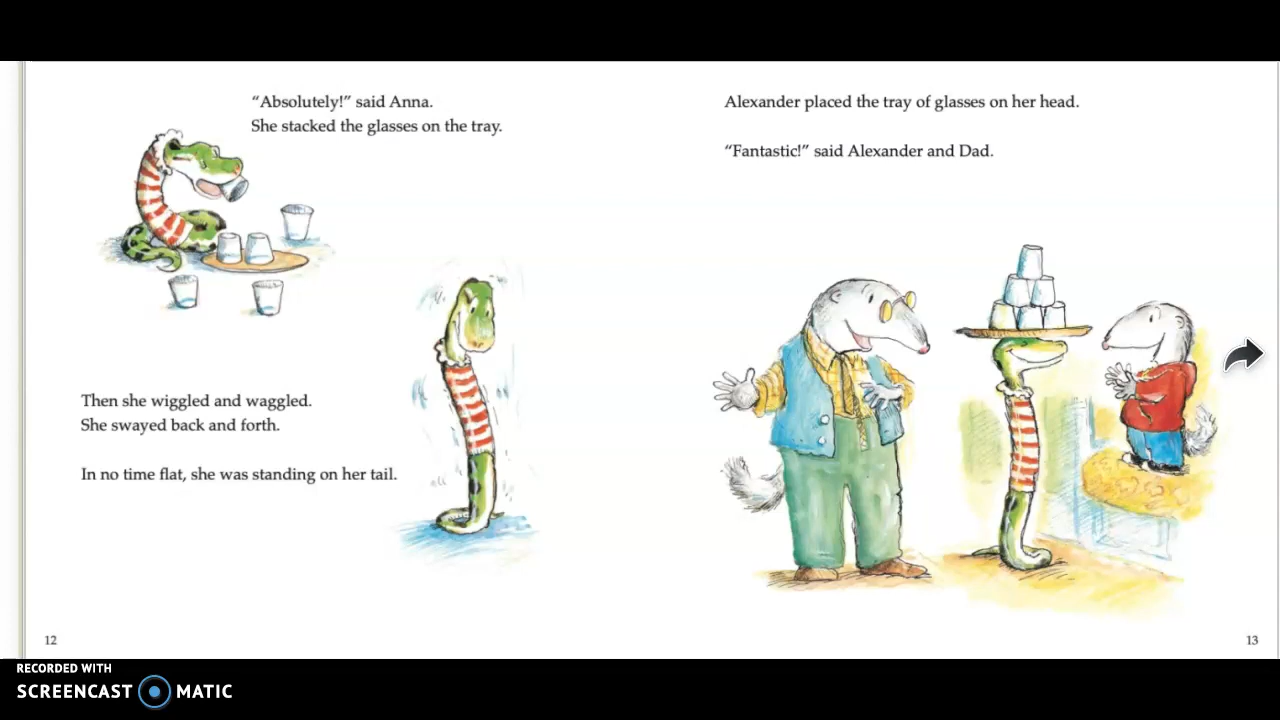 “Absolutely!” said Anna.
She stacked the glasses on the tray.
Then she wiggled and waggled.
She swayed back and forth.
In no time flat, she was standing on her tail.
12
Alexander placed the tray of glasses on her head.
“Fantastic!” said Alexander and Dad.
13
RECORDED WITH
SCREENCAST MATIC